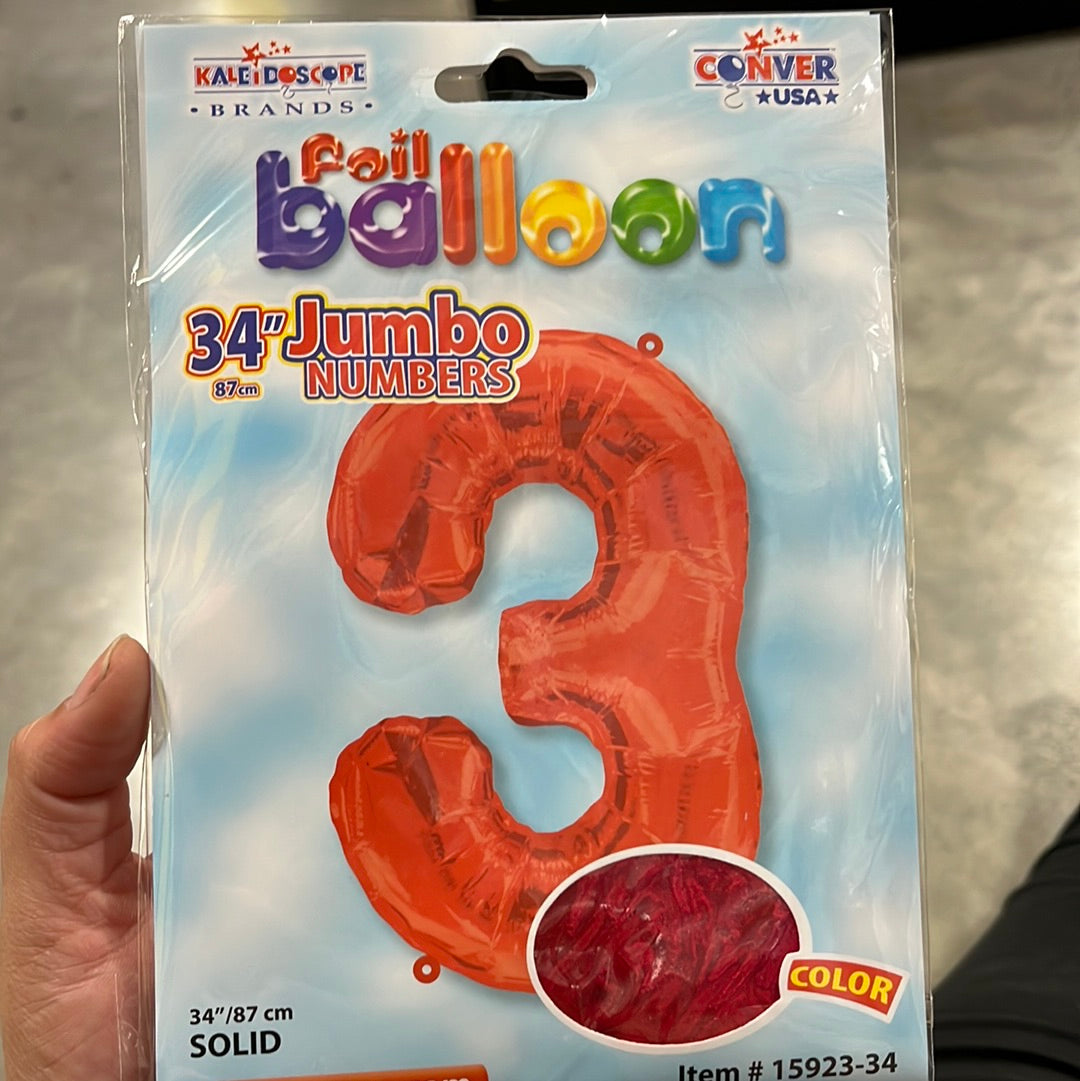 KALEIDOSCOPE
• BRANDS •
CONVER
★USA★
foil
balloon
34" Jumbo
87cm NUMBERS
COLOR
34"/87 cm
SOLID
Item # 15923-34